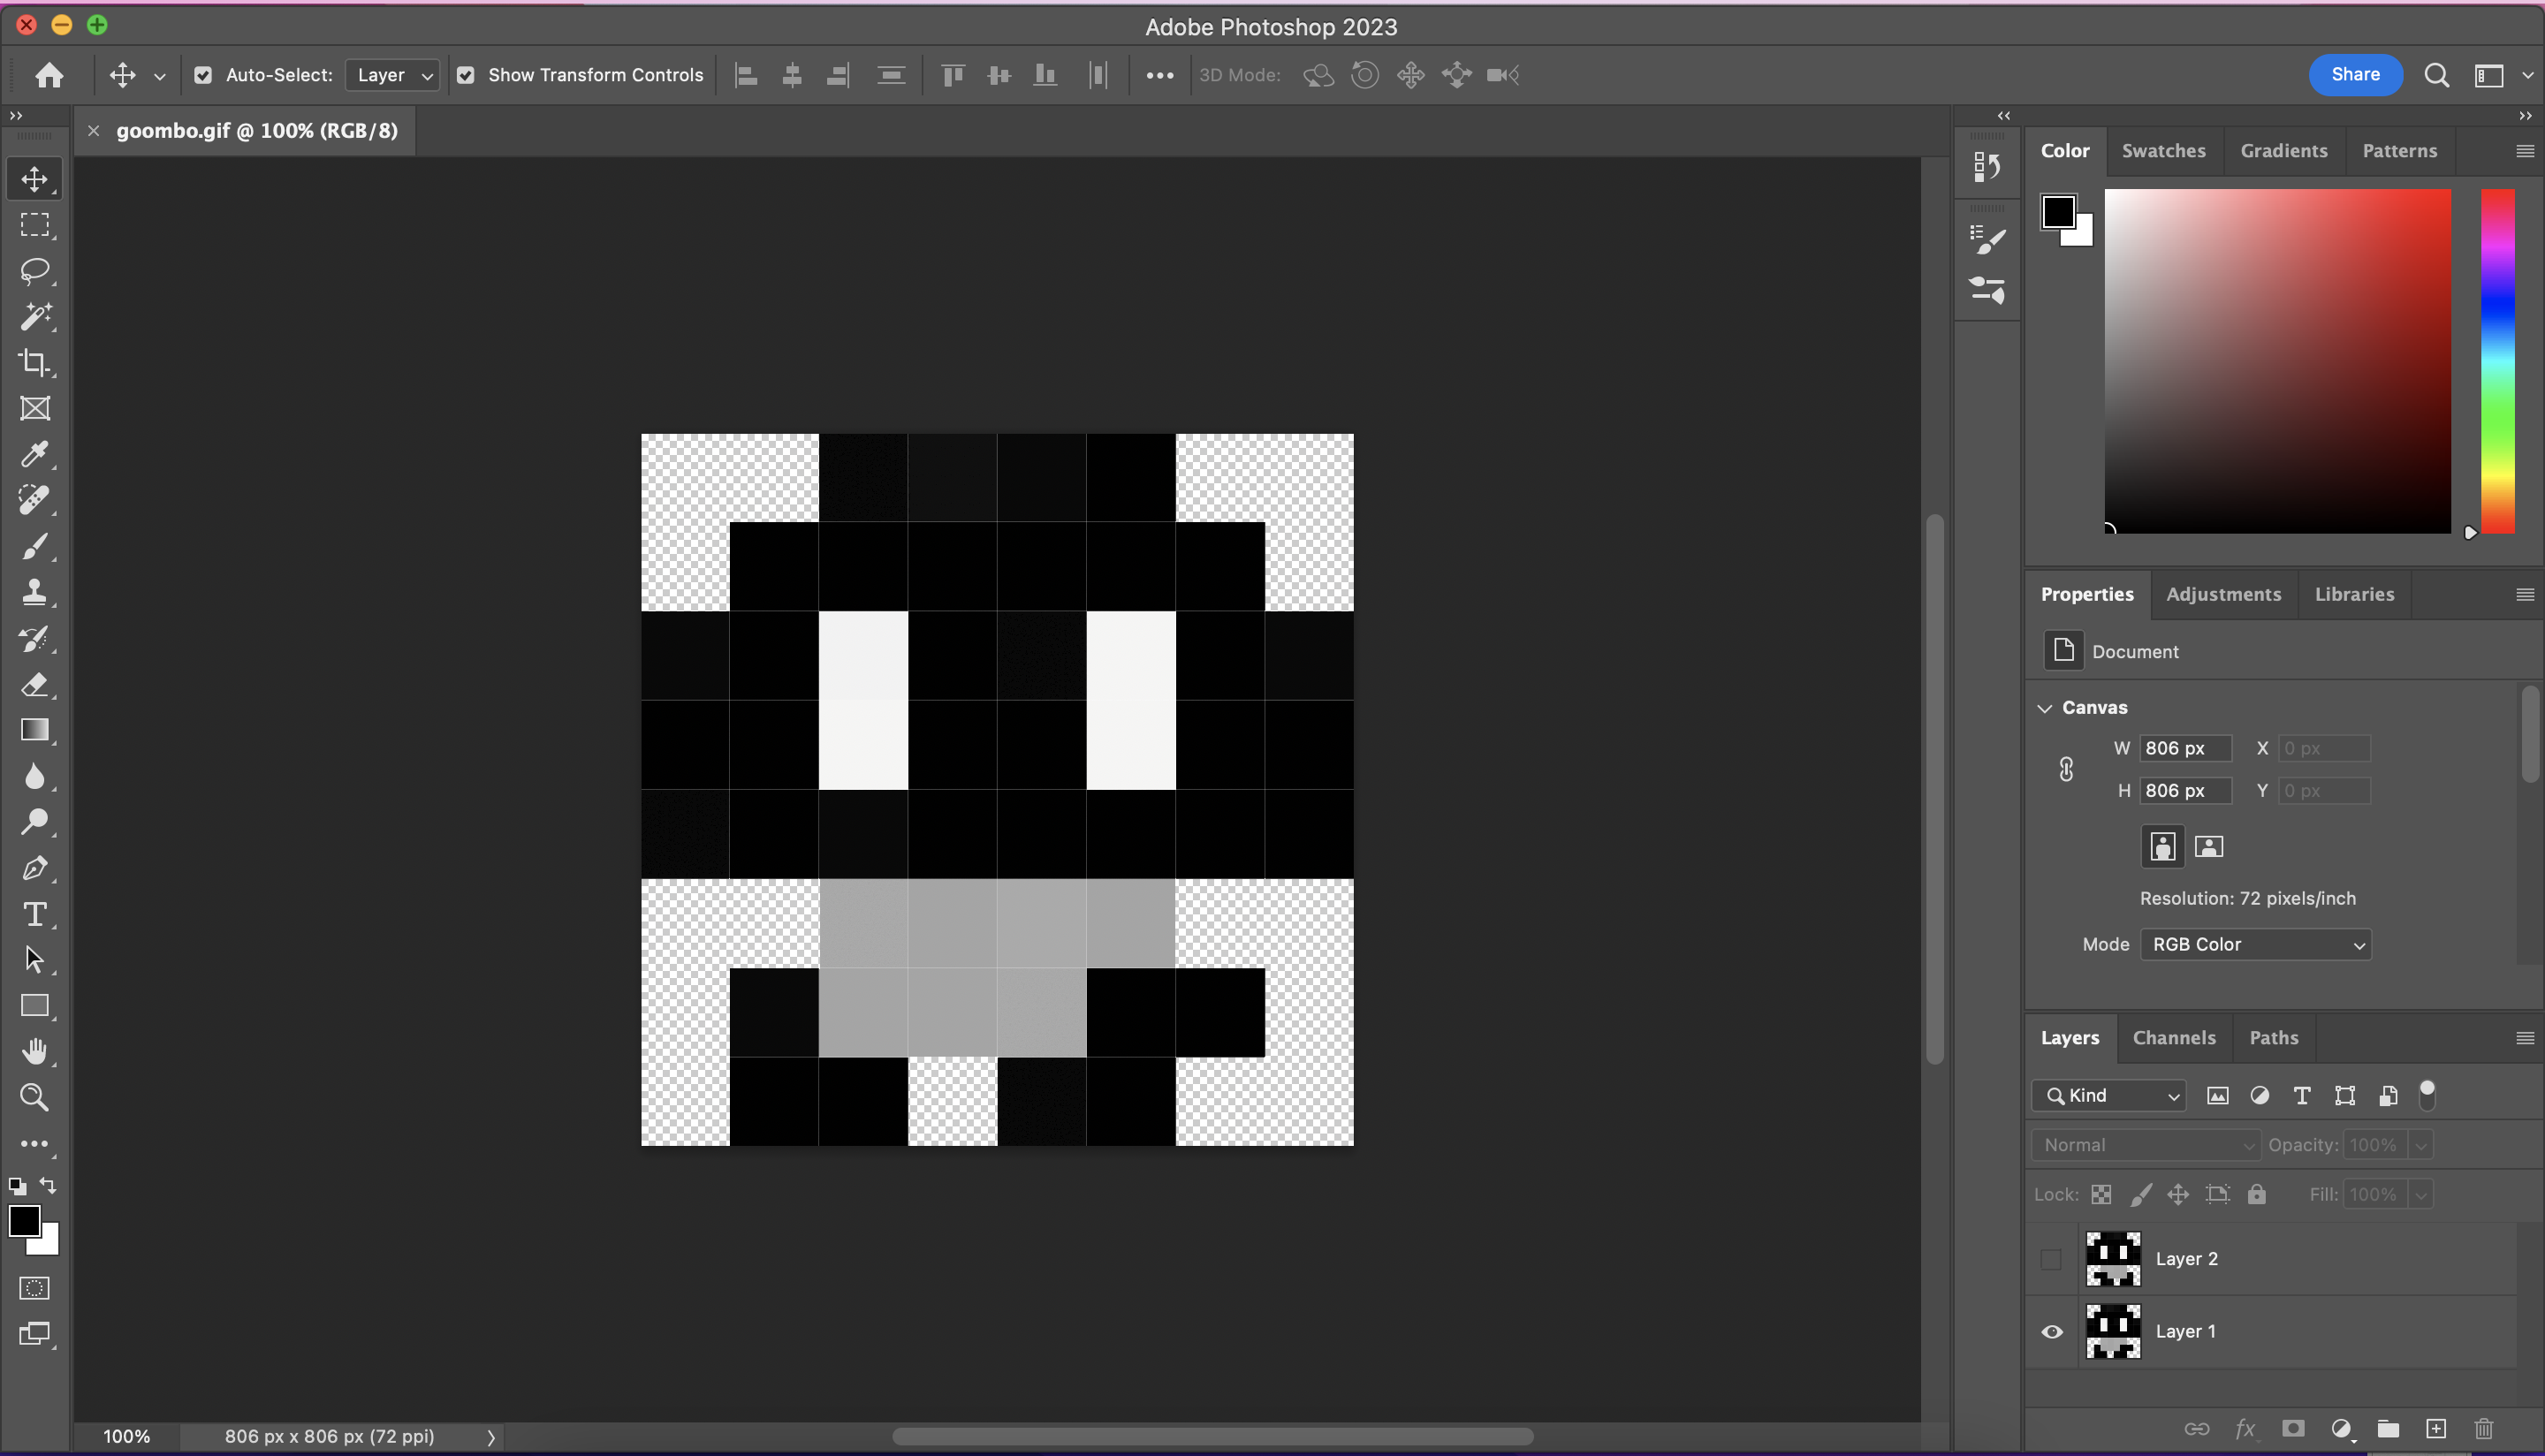 Adobe Photoshop 2023
Auto-Select: Layer Show Transform Controls 3D Mode: Share
goombo.gif @ 100% (RGB/8)
Color Swatches Gradients Patterns
Properties Adjustments Libraries
Document
Canvas
W 806 px X 0 px
H 806 px Y 0 px
Resolution: 72 pixels/inch
Mode RGB Color
Layers Channels Paths
Kind
Normal Opacity: 100%
Lock: Fill: 100%
Layer 2
Layer 1
fx
100% 806 px x 806 px (72 ppi)